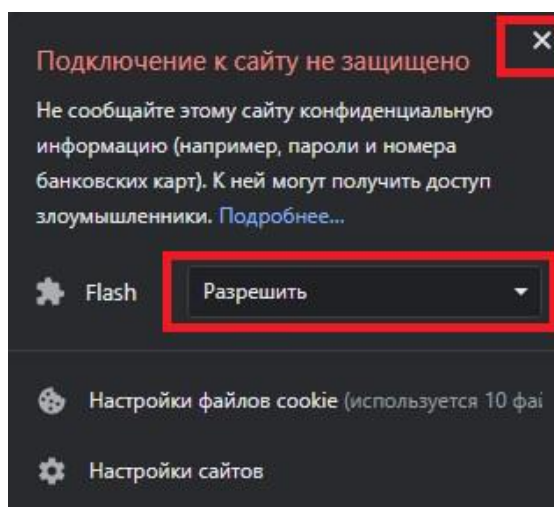 Подключение к сайту не защищено
Не сообщайте этому сайту конфиденциальную
информацию (например, пароли и номера
банковских карт). К ней могут получить доступ
злоумышленники. Подробнее...
Flash Разрешить
Настройки файлов cookie (используется 10 фай
Настройки сайтов